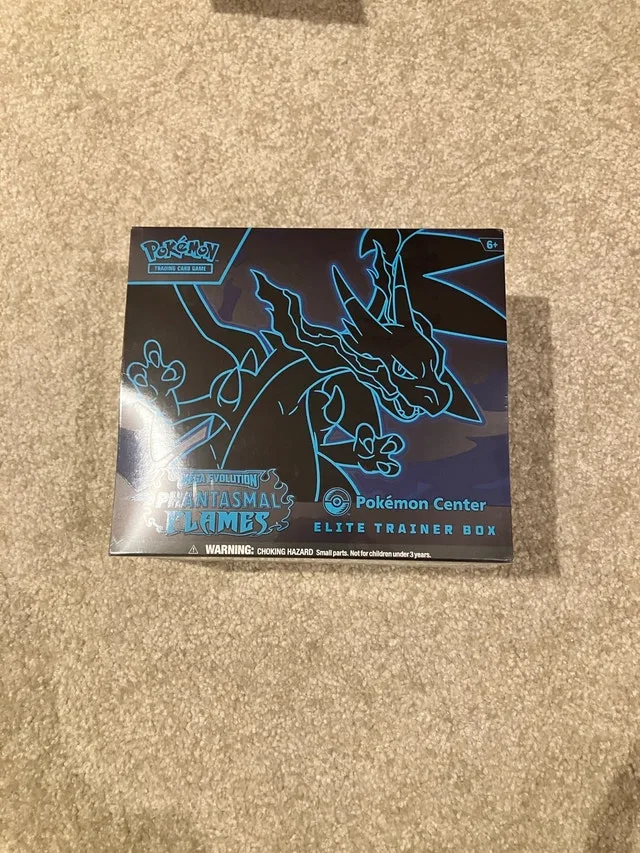 Pokémon
TRADING CARD GAME
6+
MEGA EVOLUTION
PHANTASMAL
FLAMES
Pokémon Center
ELITE TRAINER BOX
WARNING: CHOKING HAZARD Small parts. Not for children under 3 years.